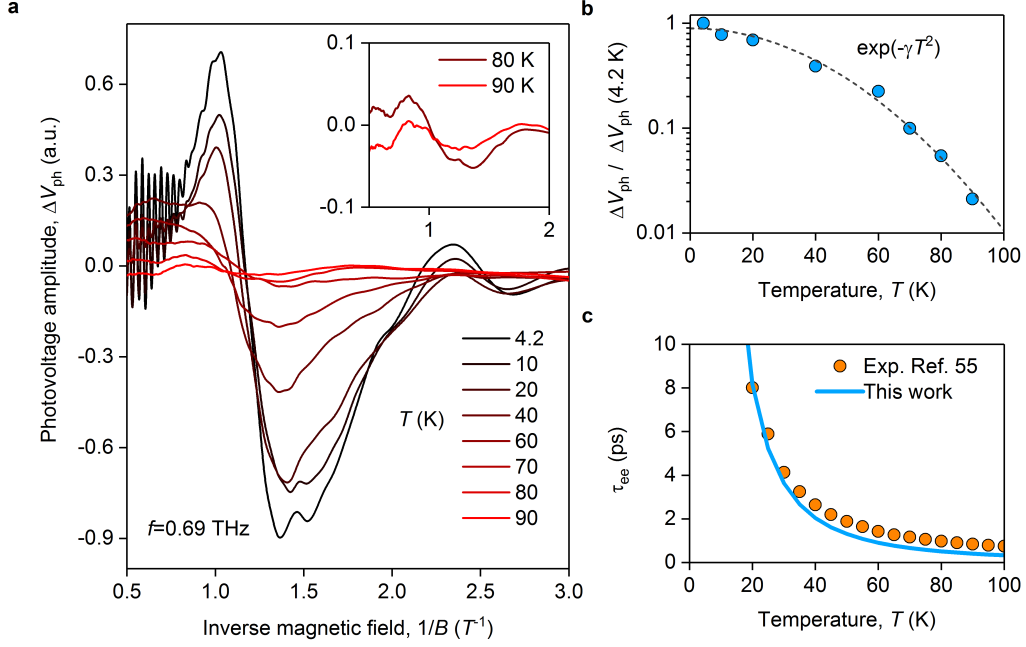 a
Photovoltage amplitude, ΔVph (a.u.)
0.6
0.3
0.0
-0.3
-0.6
-0.9
0.5
1.0
1.5
2.0
2.5
3.0
Inverse magnetic field, 1/B (T-1)
f=0.69 THz
T (K)
4.2
10
20
40
60
70
80
90
0.1
0.0
-0.1
1
2
80 K
90 K
b
ΔVph / ΔVph (4.2 K)
1
0.1
0.01
exp(-γT2)
0
20
40
60
80
100
Temperature, T (K)
c
τee (ps)
10
8
6
4
2
0
Exp. Ref. 55
This work
0
20
40
60
80
100
Temperature, T (K)